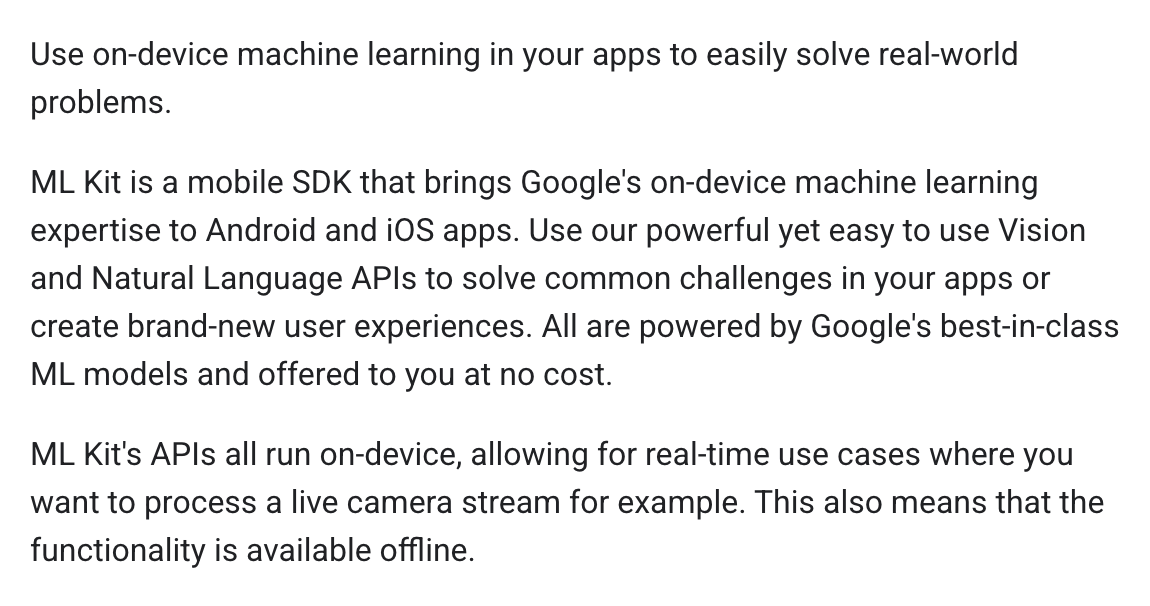 Use on-device machine learning in your apps to easily solve real-world
problems.
ML Kit is a mobile SDK that brings Google's on-device machine learning
expertise to Android and iOS apps. Use our powerful yet easy to use Vision
and Natural Language APIs to solve common challenges in your apps or
create brand-new user experiences. All are powered by Google's best-in-class
ML models and offered to you at no cost.
ML Kit's APIs all run on-device, allowing for real-time use cases where you
want to process a live camera stream for example. This also means that the
functionality is available offline.